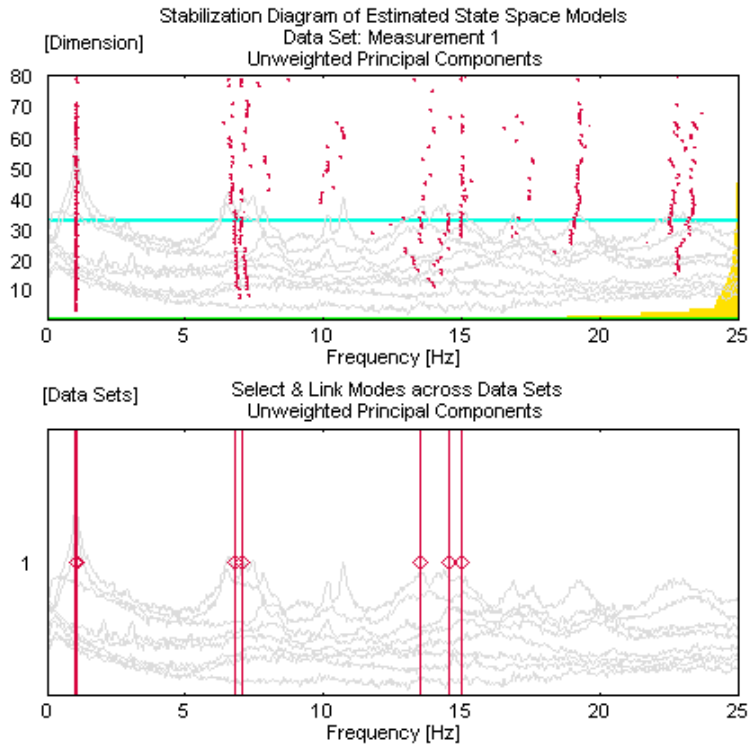 Stabilization Diagram of Estimated State Space Models
[Dimension]
Data Set: Measurement 1
Unweighted Principal Components
80
70
60
50
40
30
20
10
0 5 10 15 20 25
Frequency [Hz]
[Data Sets]
Select & Link Modes across Data Sets
Unweighted Principal Components
1
0 5 10 15 20 25
Frequency [Hz]